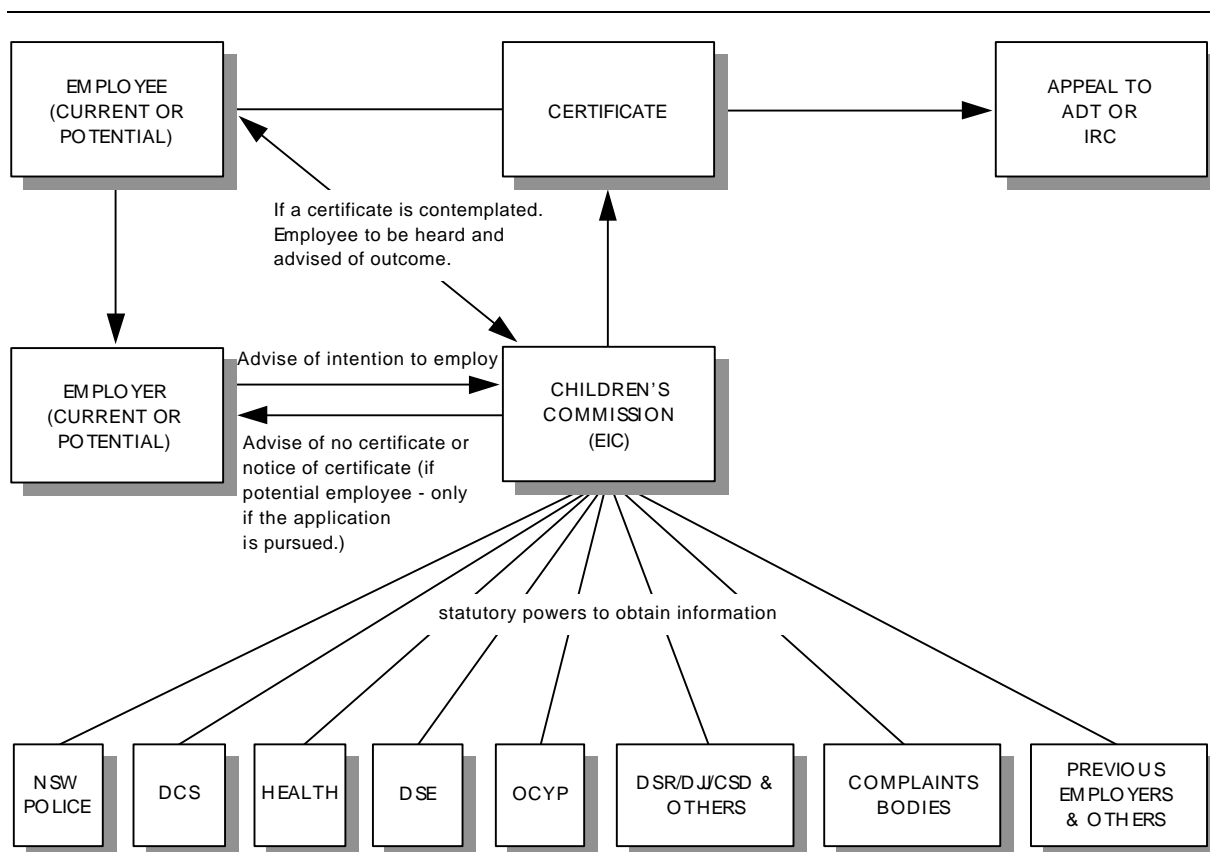 EMPLOYEE
(CURRENT OR
POTENTIAL)
CERTIFICATE
APPEAL TO
ADT OR
IRC
If a certificate is contemplated.
Employee to be heard and
advised of outcome.
EMPLOYER
(CURRENT OR
POTENTIAL)
Advise of intention to employ
Advise of no certificate or
notice of certificate (if
potential employee - only
if the application
is pursued.)
CHILDREN'S
COMMISSION
(EIC)
statutory powers to obtain information
NSW
POLICE
DCS
HEALTH
DSE
OCYP
DSR/DJJ/CSD &
OTHERS
COMPLAINTS
BODIES
PREVIOUS
EMPLOYERS
& OTHERS